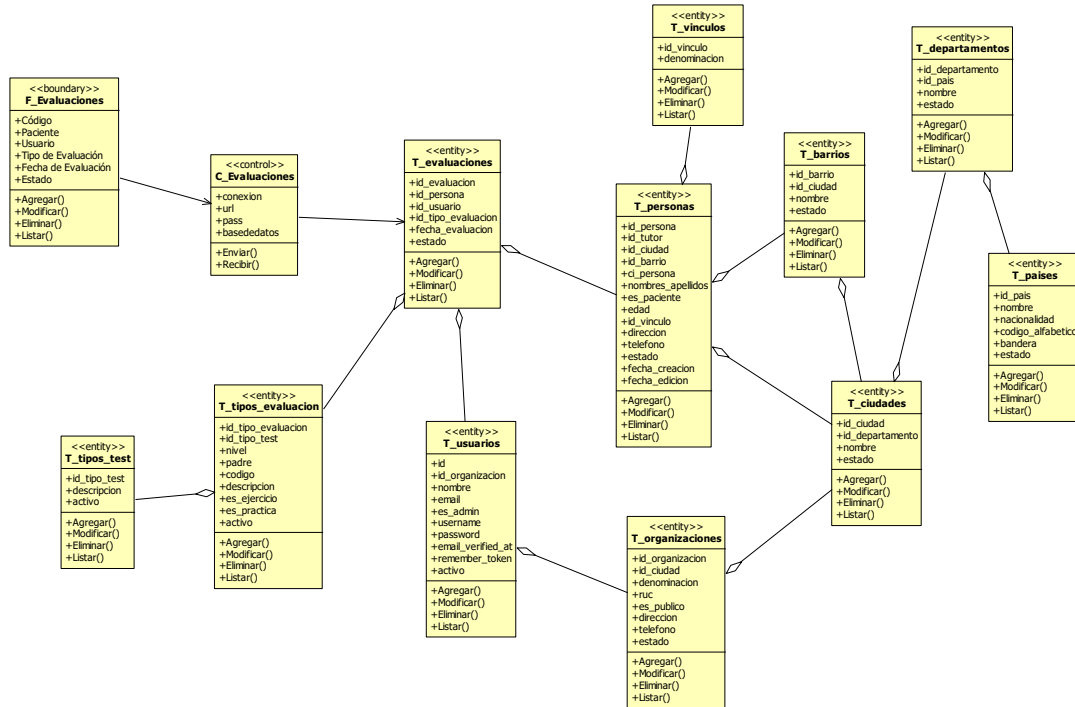 <<boundary>>
F_Evaluaciones
+Código
+Paciente
+Usuario
+Tipo de Evaluación
+Fecha de Evaluación
+Estado
+Agregar()
+Modificar()
+Eliminar()
+Listar()
<<control>>
C_Evaluaciones
+conexion
+url
+pass
+basededatos
+Enviar()
+Recibir()
<<entity>>
T_evaluaciones
+id_evaluacion
+id_persona
+id_usuario
+id_tipo_evaluacion
+fecha_evaluacion
+estado
+Agregar()
+Modificar()
+Eliminar()
+Listar()
<<entity>>
T_vinculos
+id_vinculo
+denominacion
+Agregar()
+Modificar()
+Eliminar()
+Listar()
<<entity>>
T_personas
+id_persona
+id_tutor
+id_ciudad
+id_barrio
+ci_persona
+nombres_apellidos
+es_paciente
+edad
+id_vinculo
+direccion
+telefono
+estado
+fecha_creacion
+fecha_edicion
+Agregar()
+Modificar()
+Eliminar()
+Listar()
<<entity>>
T_barrios
+id_barrio
+id_ciudad
+nombre
+estado
+Agregar()
+Modificar()
+Eliminar()
+Listar()
<<entity>>
T_departamentos
+id_departamento
+id_pais
+nombre
+estado
+Agregar()
+Modificar()
+Eliminar()
+Listar()
<<entity>>
T_paises
+id_pais
+nombre
+nacionalidad
+codigo_alfabetico
+bandera
+estado
+Agregar()
+Modificar()
+Eliminar()
+Listar()
<<entity>>
T_ciudades
+id_ciudad
+id_departamento
+nombre
+estado
+Agregar()
+Modificar()
+Eliminar()
+Listar()
<<entity>>
T_tipos_test
+id_tipo_test
+descripcion
+activo
+Agregar()
+Modificar()
+Eliminar()
+Listar()
<<entity>>
T_tipos_evaluacion
+id_tipo_evaluacion
+id_tipo_test
+nivel
+padre
+codigo
+descripcion
+es_ejercicio
+es_practica
+activo
+Agregar()
+Modificar()
+Eliminar()
+Listar()
<<entity>>
T_usuarios
+id
+id_organizacion
+nombre
+email
+es_admin
+username
+password
+email_verified_at
+remember_token
+activo
+Agregar()
+Modificar()
+Eliminar()
+Listar()
<<entity>>
T_organizaciones
+id_organizacion
+id_ciudad
+denominacion
+ruc
+es_publico
+direccion
+telefono
+estado
+Agregar()
+Modificar()
+Eliminar()
+Listar()